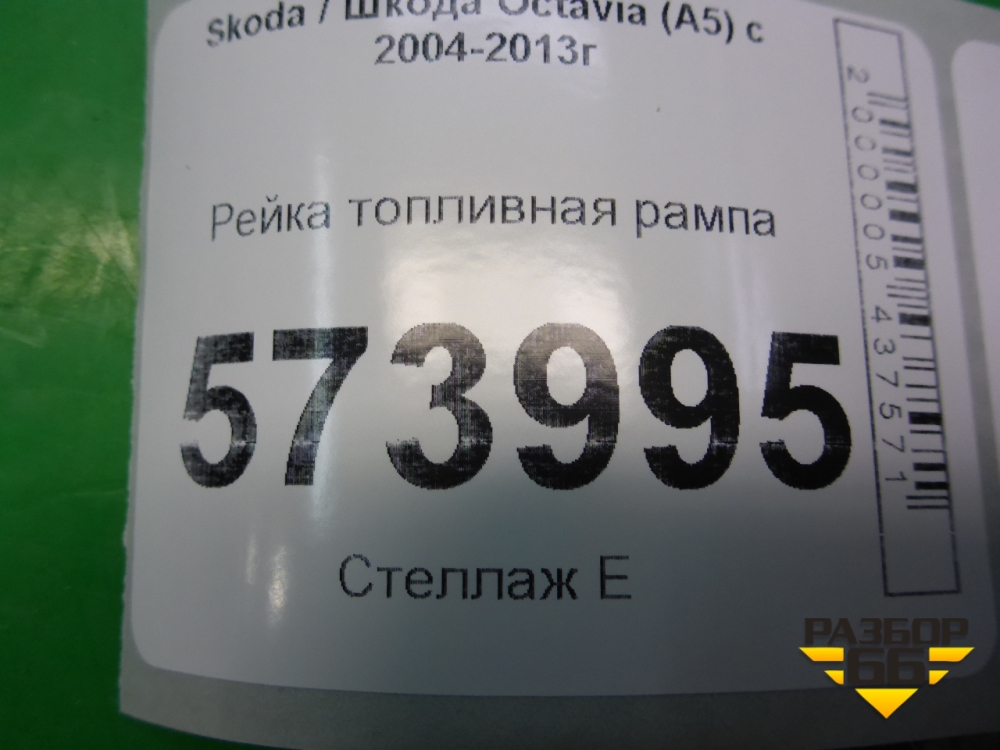 Skoda / Шкода Octavia (A5) с
2004-2013г
Рейка топливная рампа
573995
Стеллаж Е
2000005437571
РАЗБОР
66